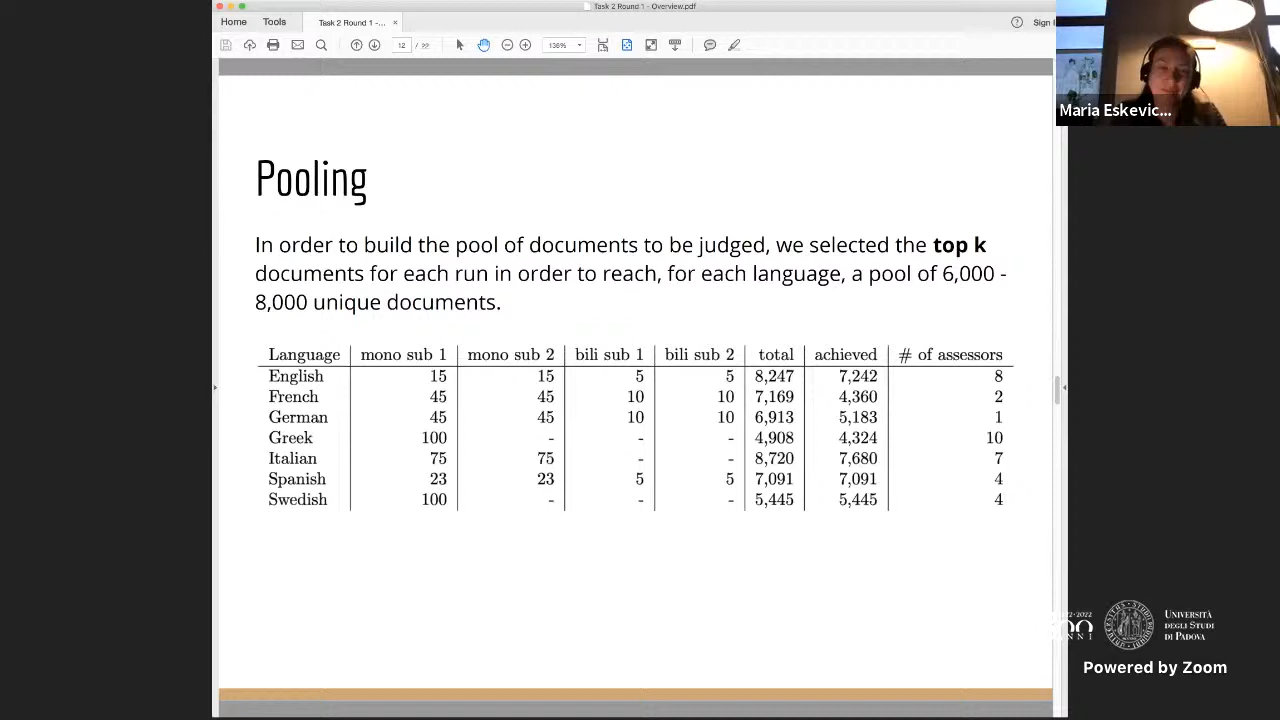 Task 2 Round 1 - Overview.pdf
Home Tools Task 2 Round 1 -... × ? Sign
12 / 22 136%
Maria Eskevic...
Pooling
In order to build the pool of documents to be judged, we selected the top k
documents for each run in order to reach, for each language, a pool of 6,000 -
8,000 unique documents.
Language mono sub 1 mono sub 2 bili sub 1 bili sub 2 total achieved # of assessors
English 15 15 5 5 8,247 7,242 8
French 45 45 10 10 7,169 4,360 2
German 45 45 10 10 6,913 5,183 1
Greek 100 - - - 4,908 4,324 10
Italian 75 75 - - 8,720 7,680 7
Spanish 23 23 5 5 7,091 7,091 4
Swedish 100 - - - 5,445 5,445 4
UNIVERSITÀ
DEGLI STUDI
DI PADOVA
Powered by Zoom